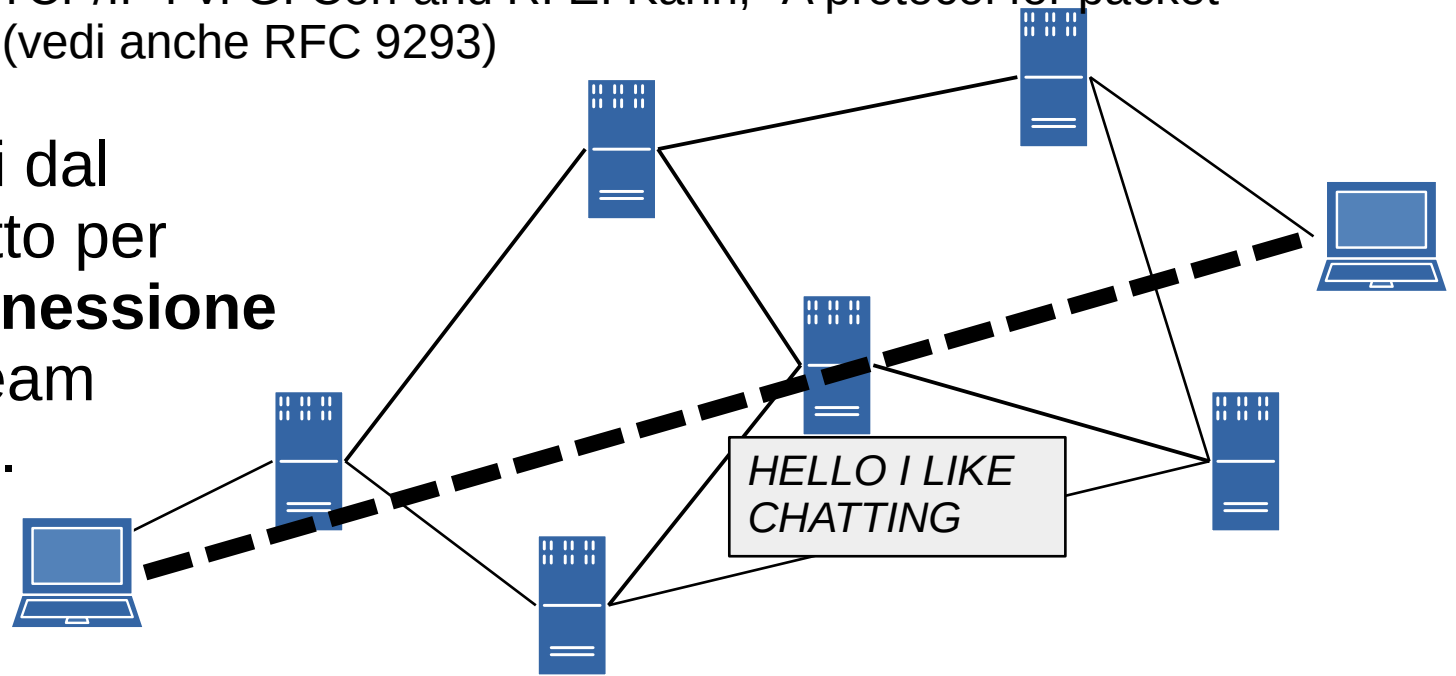 (vedi anche RFC 9293)
i dal
tto per
nessione
eam
.
HELLO I LIKE
CHATTING